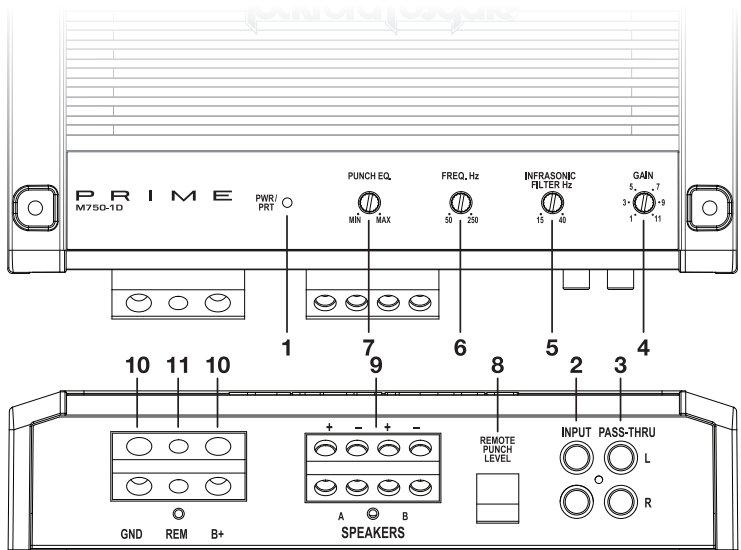 PUNCH EQ.
FREQ. Hz
INFRASONIC
FILTER Hz
GAIN
5 7
3 9
1 11
PRIME
M750-1D
PWR/
PRT
MIN MAX
50 250
15 40
1 7 6 5 4
10 11 10 9 8 2 3
+ – + –
REMOTE
PUNCH
LEVEL
INPUT PASS-THRU
L
R
A B
GND REM B+
SPEAKERS